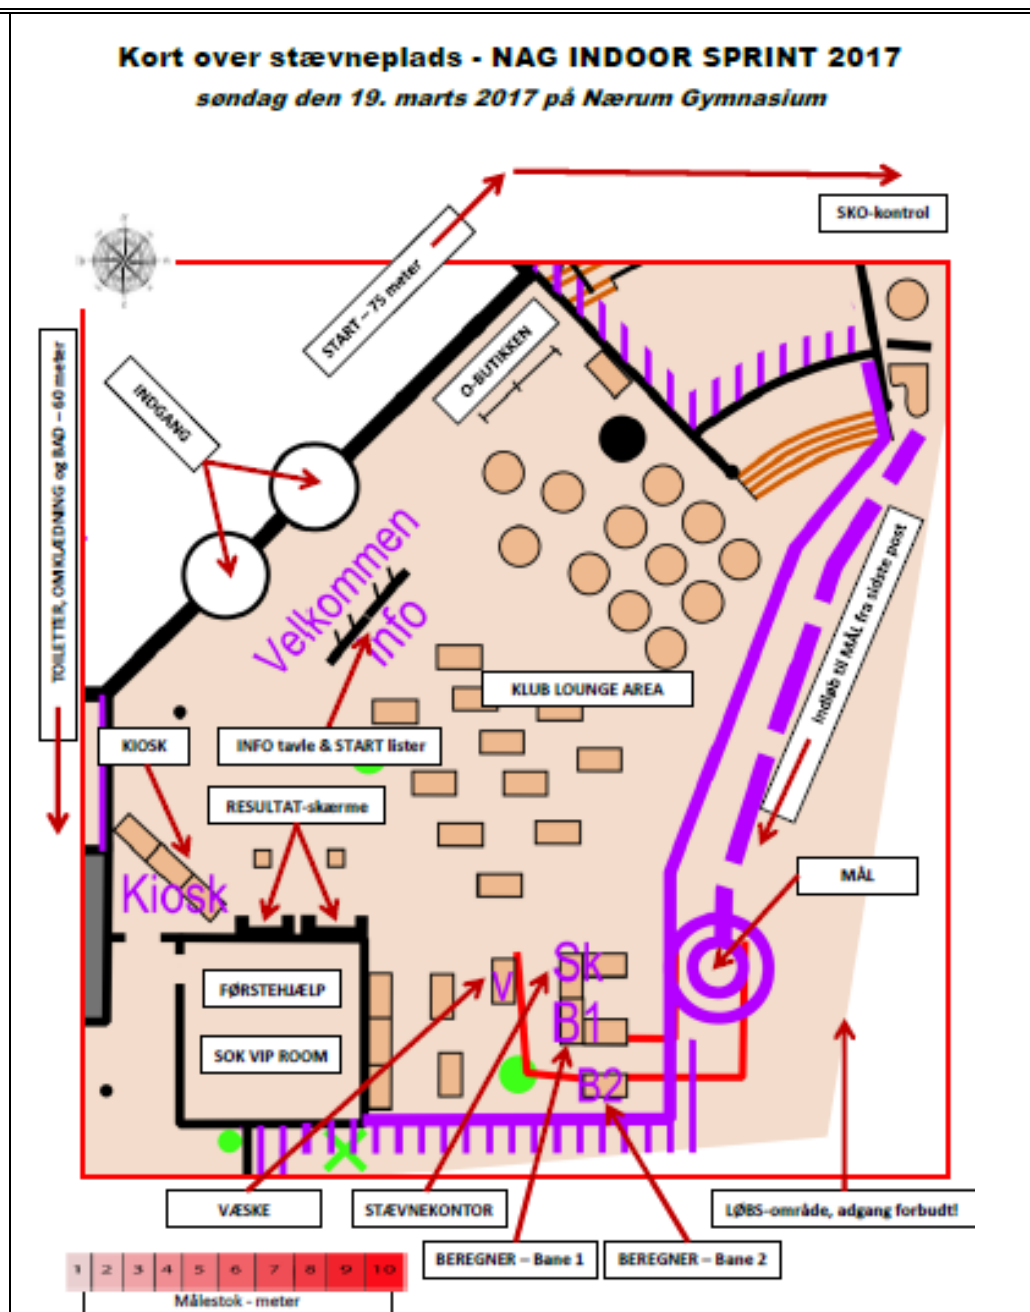 Kort over stævneplads - NAG INDOOR SPRINT 2017
søndag den 19. marts 2017 på Nærum Gymnasium
SKO-kontrol
START – 75 meter
O-BUTIKKEN
INDGANG
TOILETTER, OMKLÆDNING og BAD – 60 meter
Velkommen
Info
Indløb til MÅL fra sidste post
KLUB LOUNGE AREA
KIOSK
INFO tavle & START lister
RESULTAT-skærme
MÅL
Kiosk
FØRSTEHJÆLP
SOK VIP ROOM
V
Sk
B1
B2
VÆSKE
STÆVNEKONTOR
LØBS-område, adgang forbudt!
BEREGNER – Bane 1
BEREGNER – Bane 2
1 2 3 4 5 6 7 8 9 10
Målestok - meter